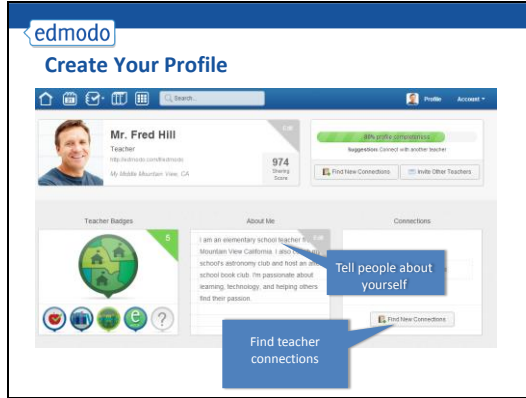 edmodo
Create Your Profile
Search...
Profile
Account
Mr. Fred Hill
Edit
Teacher
http://edmodo.com/fredmodo
My Middle Mountain View, CA
974
Sharing
Score
80% profile completeness
Suggestion: Connect with another teacher
Find New Connections
Invite Other Teachers
Teacher Badges
About Me
Connections
5
Edit
I am an elementary school teacher
Mountain View California. I also
school's astronomy club and host an
school book club. I'm passionate about
learning, technology, and helping others
find their passion.
Tell people about
yourself
Find New Connections
Find teacher
connections